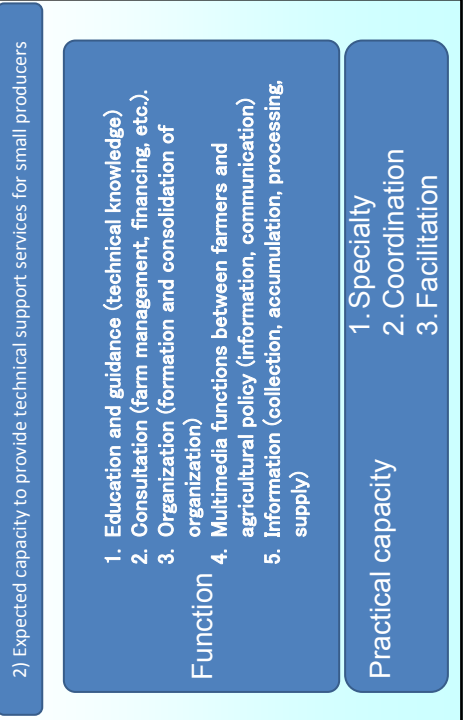 2) Expected capacity to provide technical support services for small producers
Function
1. Education and guidance (technical knowledge)
2. Consultation (farm management, financing, etc.).
3. Organization (formation and consolidation of
organization)
4. Multimedia functions between farmers and
agricultural policy (information, communication)
5. Information (collection, accumulation, processing,
supply)
Practical capacity
1. Specialty
2. Coordination
3. Facilitation